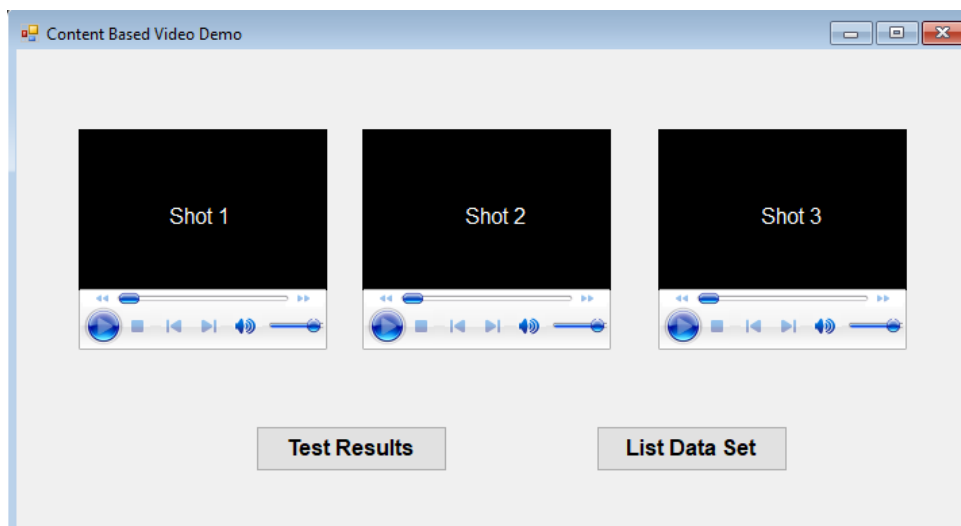 Content Based Video Demo
Shot 1
Shot 2
Shot 3
Test Results
List Data Set